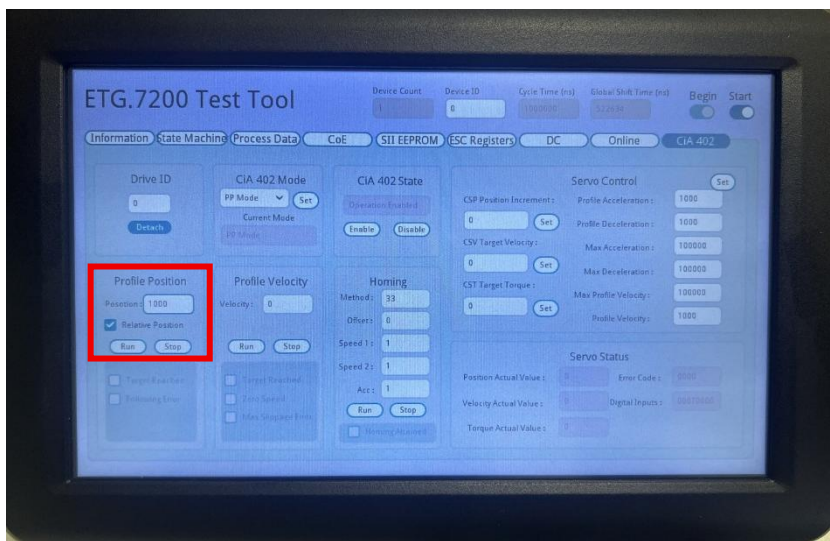 ETG.7200 Test Tool
Device Count
Device ID
Cycle Time (ns)
Global Shift Time (ns)
Begin
Start
1
0
1000000
Information
State Machine
Process Data
CoE
SII EEPROM
ESC Registers
DC
Online
CiA 402
Drive ID
0
Detach
CiA 402 Mode
PP Mode
Set
Current Mode
PP Mode
CiA 402 State
Operation Enabled
Enable
Disable
Servo Control
Set
CSP Position Increment :
0
Set
CSV Target Velocity :
0
Set
CST Target Torque :
0
Set
Profile Acceleration :
1000
Profile Deceleration :
1000
Max Acceleration :
100000
Max Deceleration :
100000
Max Profile Velocity :
100000
Profile Velocity :
1000
Profile Position
Position : 1000
Relative Position
Run
Stop
Target Reached
Following Error
Profile Velocity
Velocity : 0
Run
Stop
Target Reached
Zero Speed
Max Slippage Error
Homing
Method : 33
Offset : 0
Speed 1 : 1
Speed 2 : 1
Acc : 1
Run
Stop
Homing Attained
Servo Status
Position Actual Value :
0
Error Code :
0000
Velocity Actual Value :
0
Digital Inputs :
Torque Actual Value :
0